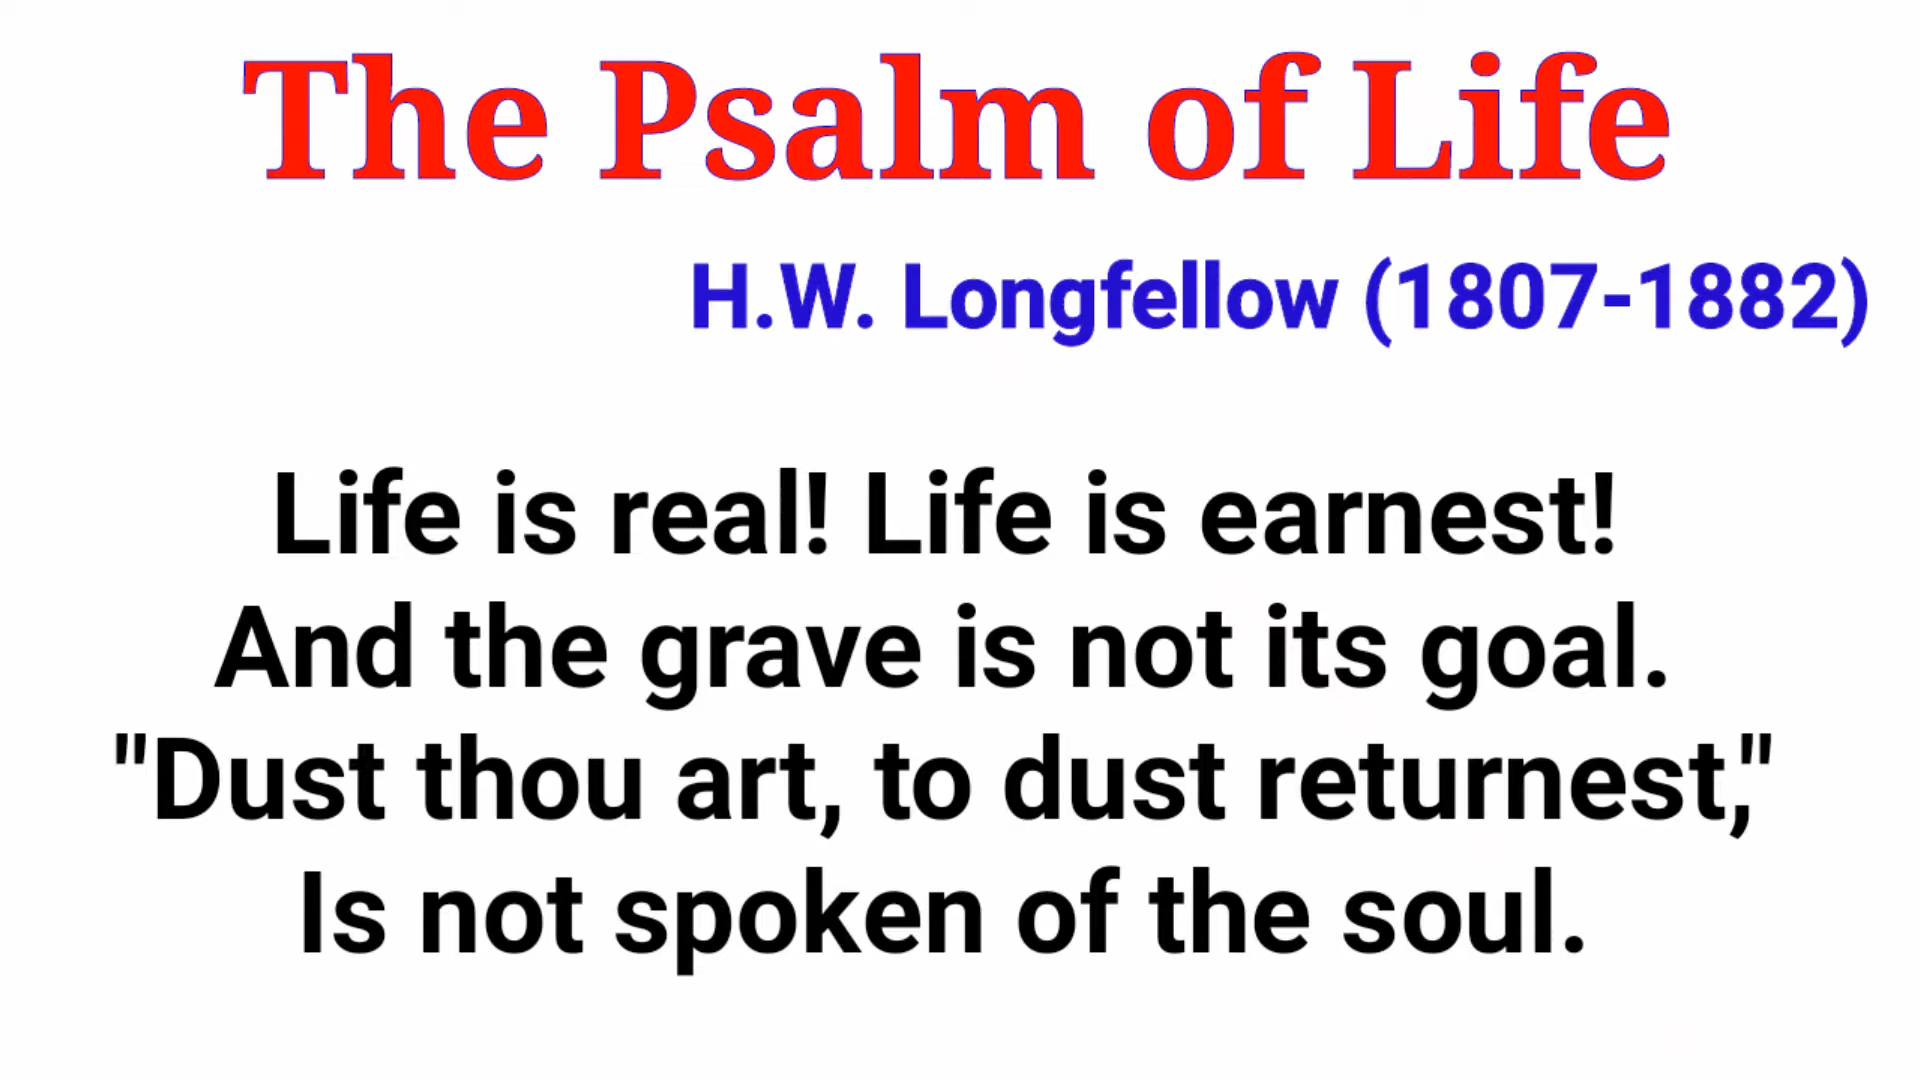 The Psalm of Life
H.W. Longfellow (1807-1882)
Life is real! Life is earnest!
And the grave is not its goal.
"Dust thou art, to dust returnest,"
Is not spoken of the soul.